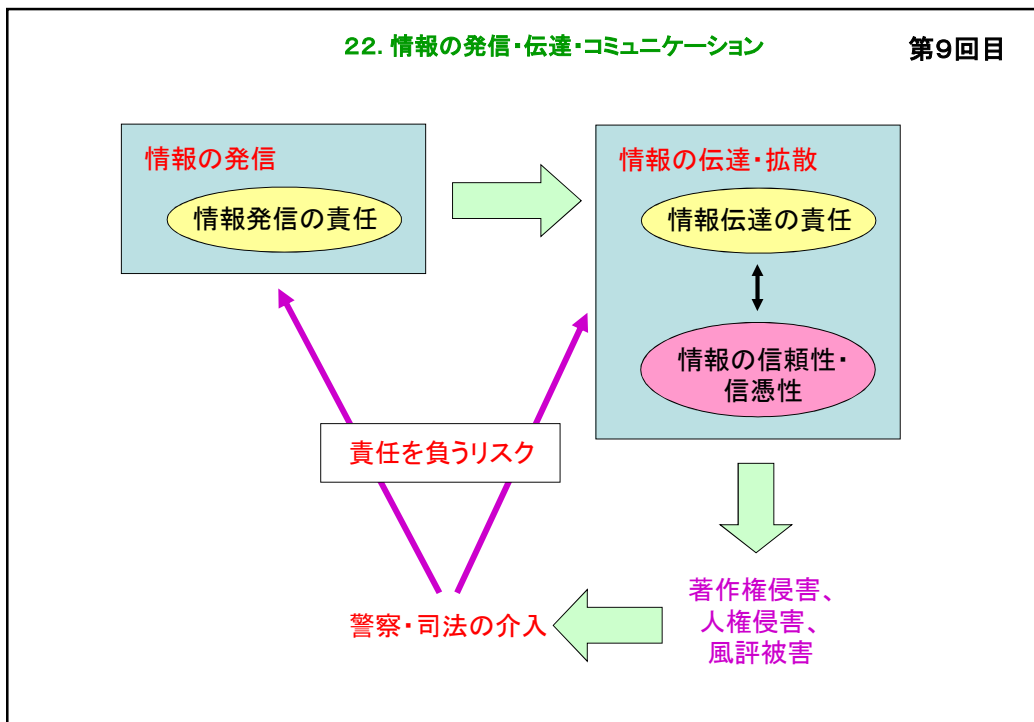 22. 情報の発信・伝達・コミュニケーション
第9回目
情報の発信
情報発信の責任
情報の伝達・拡散
情報伝達の責任
情報の信頼性・
信憑性
責任を負うリスク
著作権侵害、
人権侵害、
風評被害
警察・司法の介入